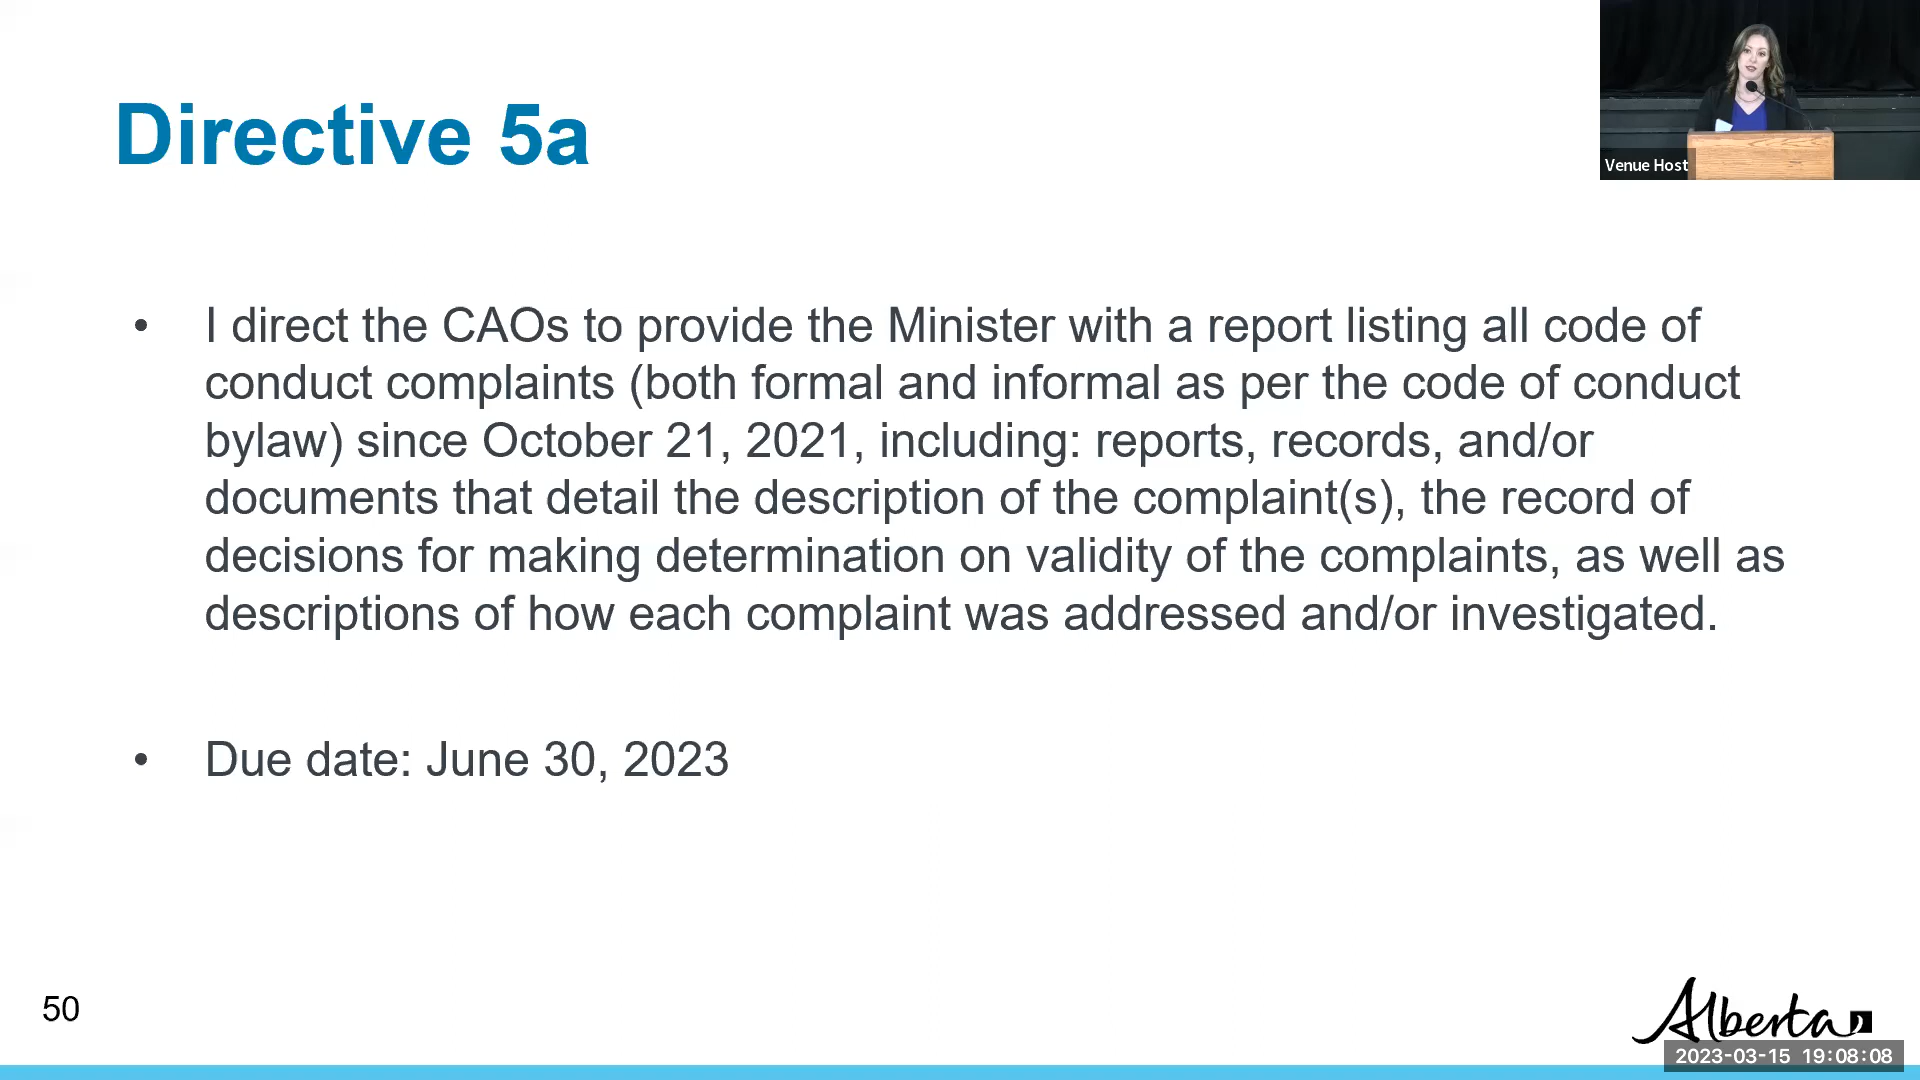 Directive 5a
Venue Host
• I direct the CAOs to provide the Minister with a report listing all code of
conduct complaints (both formal and informal as per the code of conduct
bylaw) since October 21, 2021, including: reports, records, and/or
documents that detail the description of the complaint(s), the record of
decisions for making determination on validity of the complaints, as well as
descriptions of how each complaint was addressed and/or investigated.
• Due date: June 30, 2023
50
Alberta
2023-03-15 19:08:08